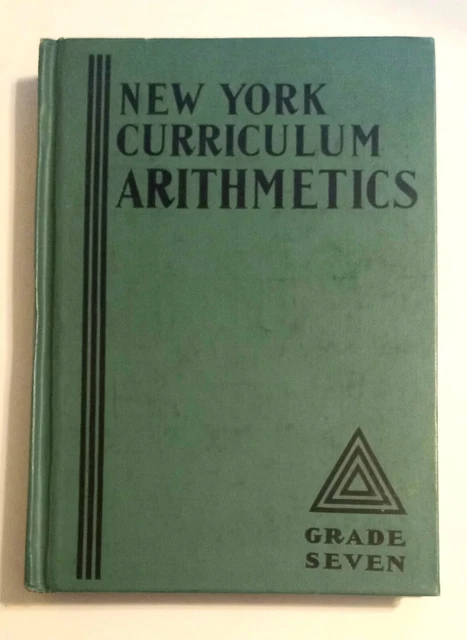 NEW YORK
CURRICULUM
ARITHMETICS
GRADE
SEVEN